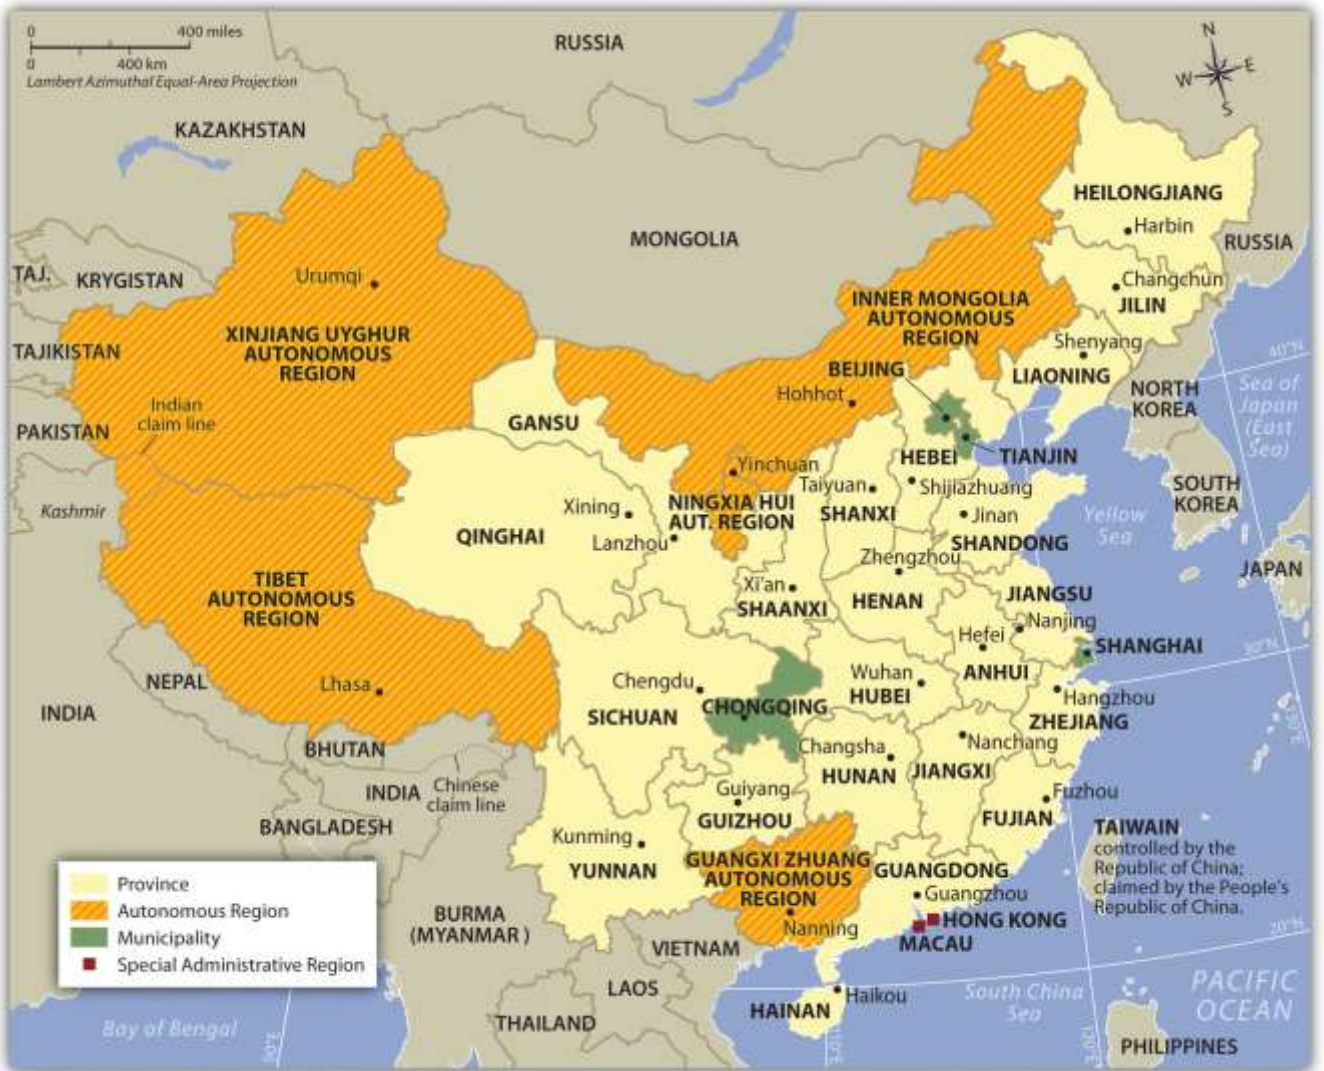 0 400 miles
0 400 km
Lambert Azimuthal Equal-Area Projection
RUSSIA
N
W E
S
KAZAKHSTAN
MONGOLIA
HEILONGJIANG
Harbin
RUSSIA
TAJ.
KRYGISTAN
Urumqi
Changchun
JILIN
INNER MONGOLIA
AUTONOMOUS
REGION
XINJIANG UYGHUR
AUTONOMOUS
REGION
TAJIKISTAN
Shenyang
LIAONING
40°N
BEIJING
Hohhot
NORTH
KOREA
Sea of
Japan
(East
Sea)
Indian
claim line
GANSU
PAKISTAN
HEBEI
TIANJIN
Yinchuan
Taiyuan
Shijiazhuang
SOUTH
KOREA
Kashmir
Xining
NINGXIA HUI
AUT. REGION
SHANXI
Jinan
Yellow
Sea
QINGHAI
Lanzhou
SHANDONG
Zhengzhou
JAPAN
TIBET
AUTONOMOUS
REGION
Xi'an
SHAANXI
HENAN
JIANGSU
Nanjing
Hefei
SHANGHAI
30°N
ANHUI
NEPAL
Lhasa
Chengdu
Wuhan
HUBEI
Hangzhou
INDIA
SICHUAN
CHONGQING
ZHEJIANG
130°E
BHUTAN
Changsha
Nanchang
HUNAN
JIANGXI
INDIA
Chinese
claim line
Guiyang
GUIZHOU
Fuzhou
FUJIAN
BANGLADESH
Kunming
YUNNAN
TAIWAIN
controlled by the
Republic of China;
claimed by the People's
Republic of China.
GUANGXI ZHUANG
AUTONOMOUS
REGION
GUANGDONG
Guangzhou
Province
Autonomous Region
Municipality
Special Administrative Region
BURMA
(MYANMAR )
Nanning
HONG KONG
MACAU
20°N
VIETNAM
LAOS
HAINAN
Haikou
South China
Sea
PACIFIC
OCEAN
Bay of Bengal
THAILAND
110°E
120°E
PHILIPPINES